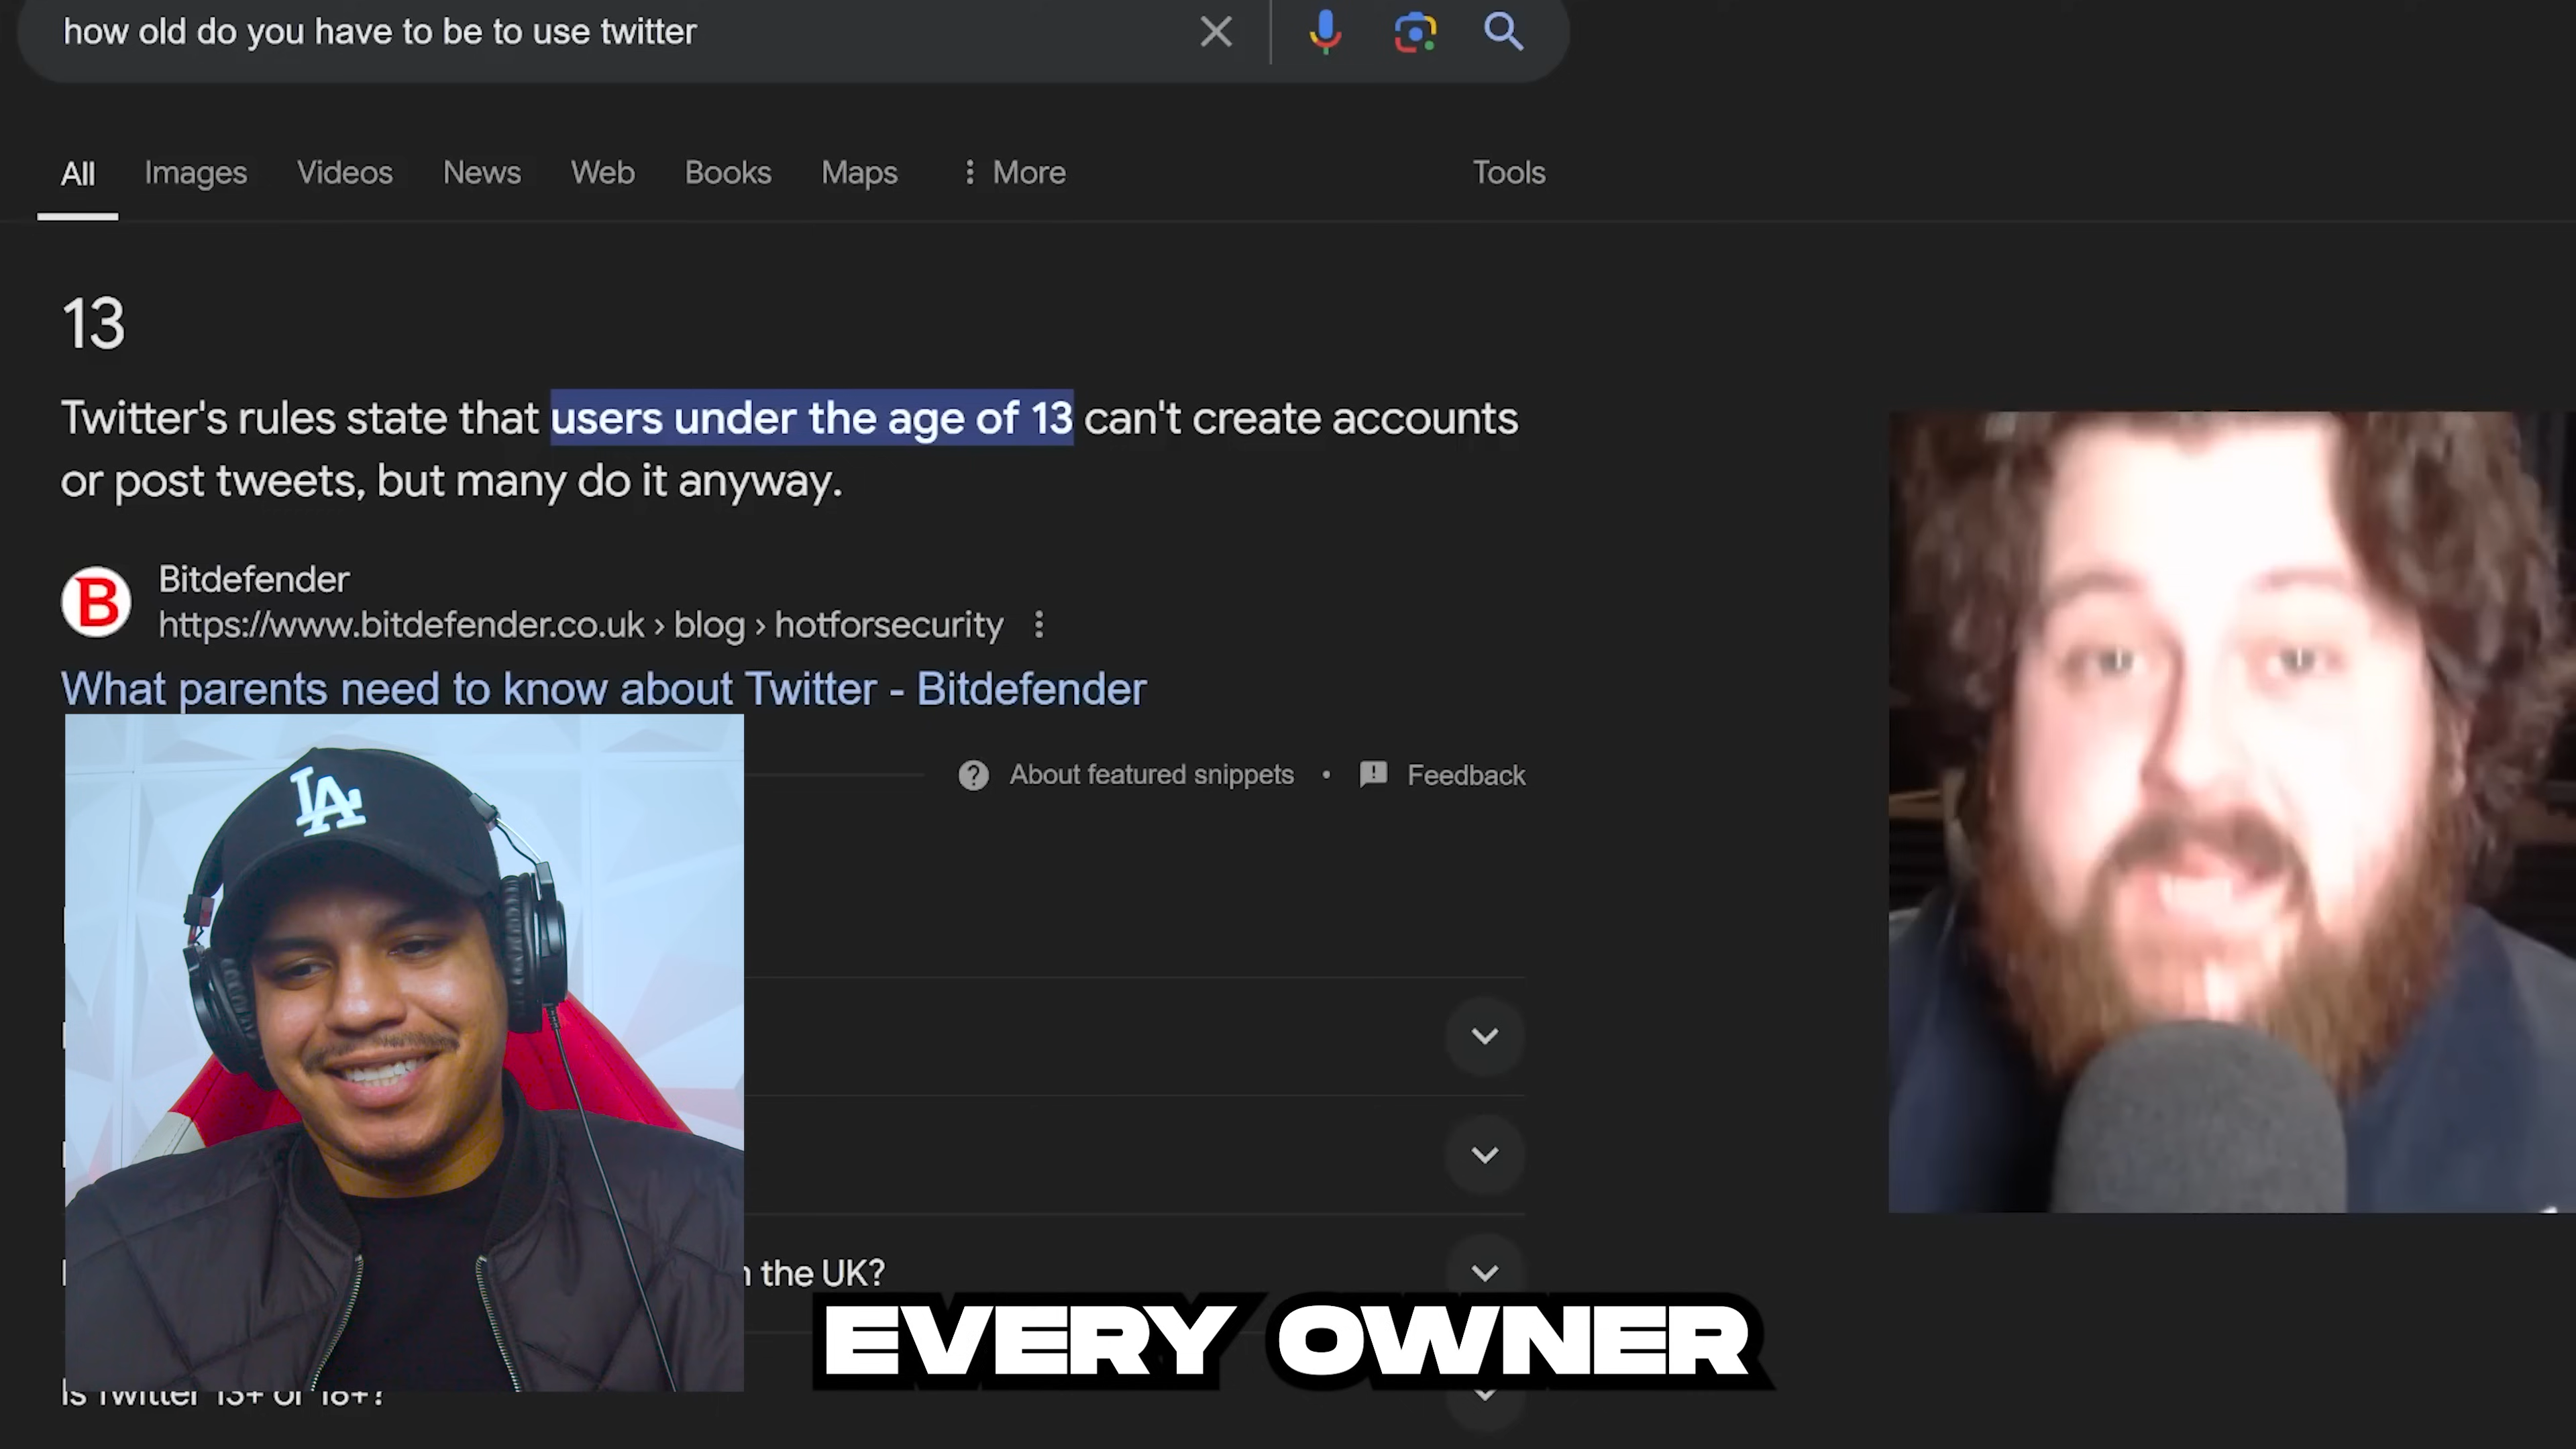 how old do you have to be to use twitter
All Images Videos News Web Books Maps More Tools
13
Twitter's rules state that users under the age of 13 can't create accounts
or post tweets, but many do it anyway.
B
Bitdefender
https://www.bitdefender.co.uk › blog › hotforsecurity
What parents need to know about Twitter - Bitdefender
About featured snippets • Feedback
LA
the UK?
EVERY OWNER
Is Twitter 13+ or 18+?